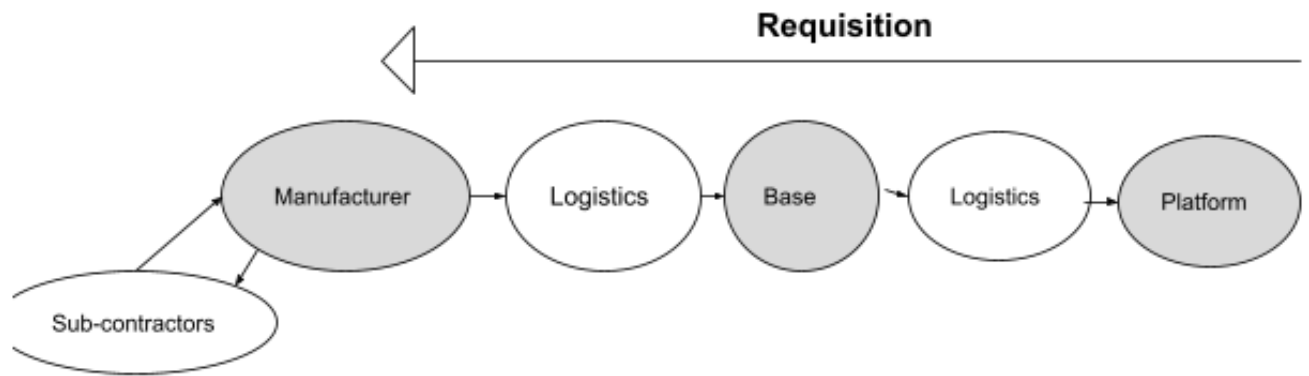 Requisition
Manufacturer
Logistics
Base
Logistics
Platform
Sub-contractors